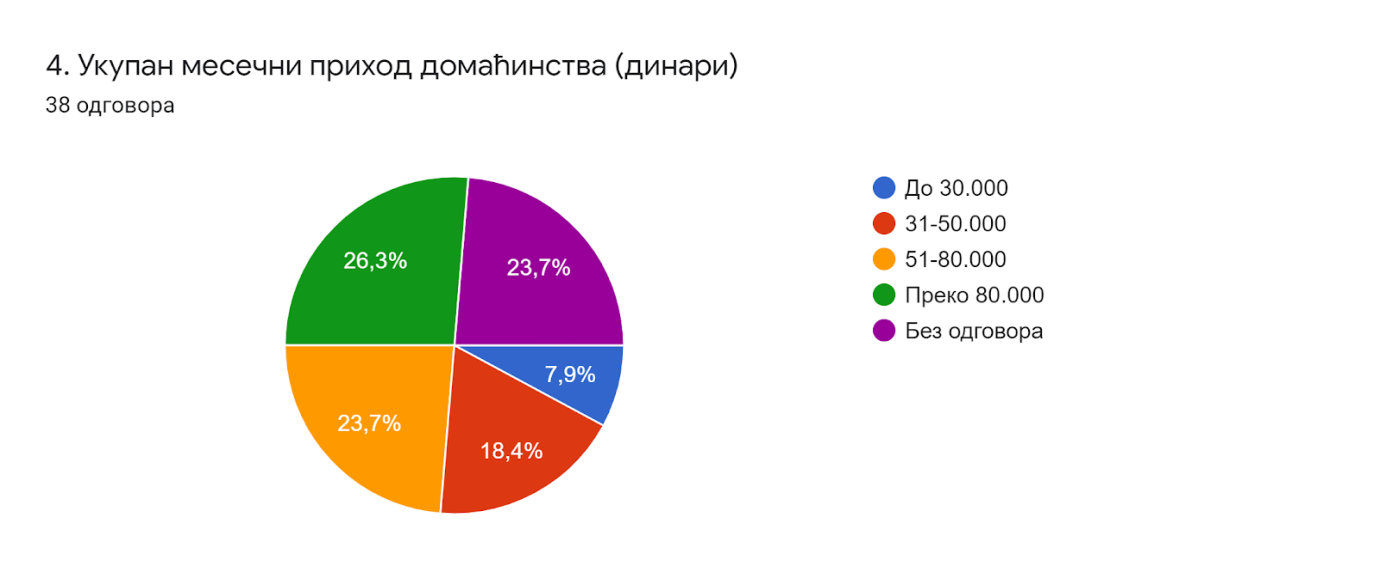 4. Укупан месечни приход домаћинства (динари)
38 одговора
До 30.000
31-50.000
51-80.000
Преко 80.000
Без одговора
26,3%
23,7%
7,9%
23,7%
18,4%